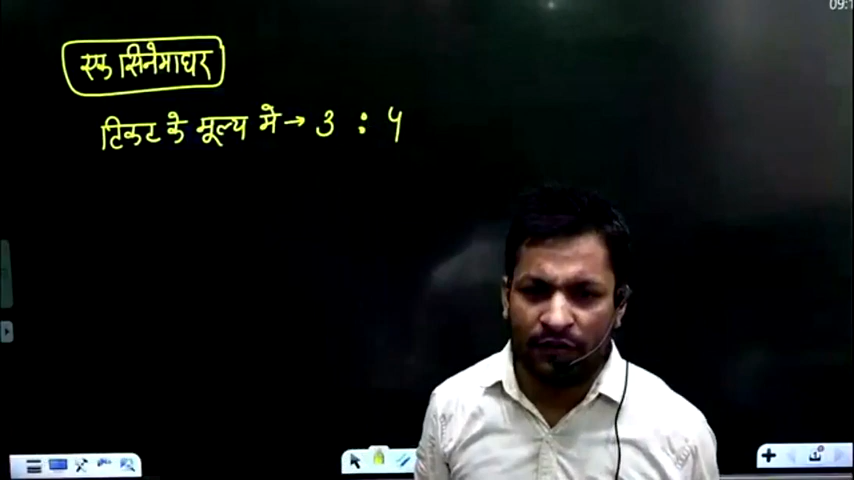 एक सिनेमाघर
टिकट के मूल्य में → 3 : 4